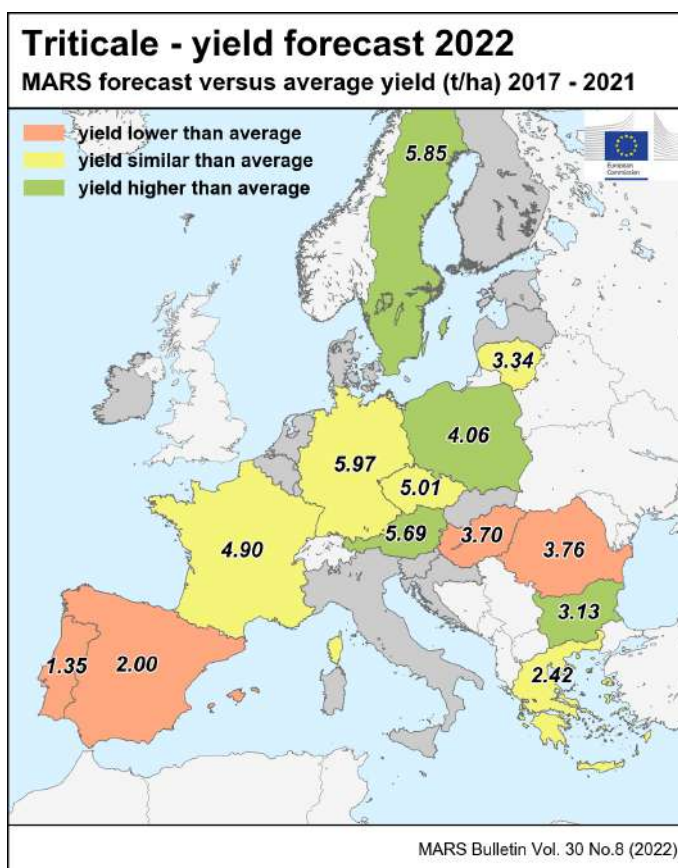 Triticale - yield forecast 2022
MARS forecast versus average yield (t/ha) 2017 - 2021
yield lower than average
yield similar than average
yield higher than average
European
Commission
5.85
3.34
4.06
5.97
5.01
5.69
4.90
3.70
3.76
3.13
1.35
2.00
2.42
MARS Bulletin Vol. 30 No.8 (2022)